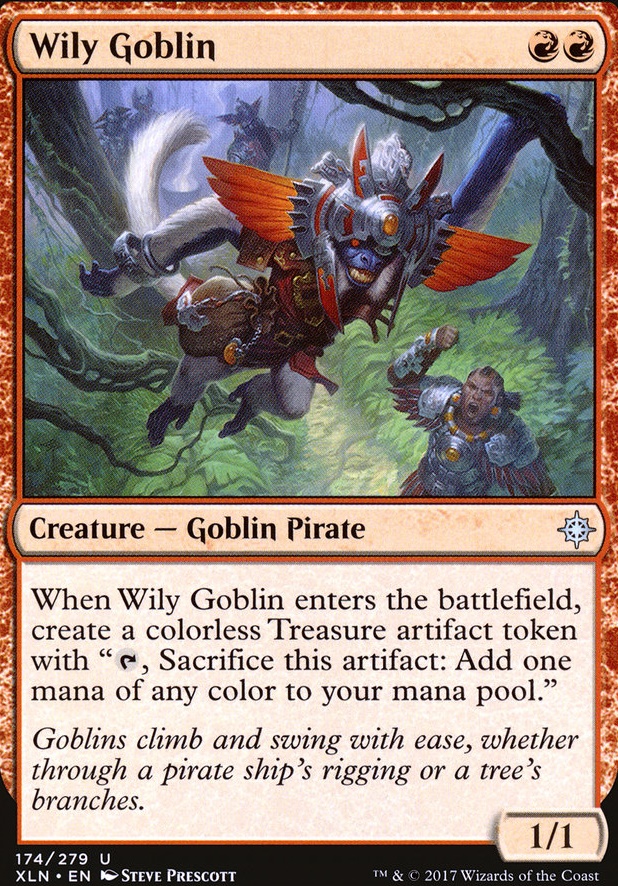 Wily Goblin
Creature — Goblin Pirate
When Wily Goblin enters the battlefield,
create a colorless Treasure artifact token
with “, Sacrifice this artifact: Add one
mana of any color to your mana pool.”
Goblins climb and swing with ease, whether
through a pirate ship’s rigging or a tree’s
branches.
1/1
174/279 U
XLN • EN Steve Prescott
™ & © 2017 Wizards of the Coast